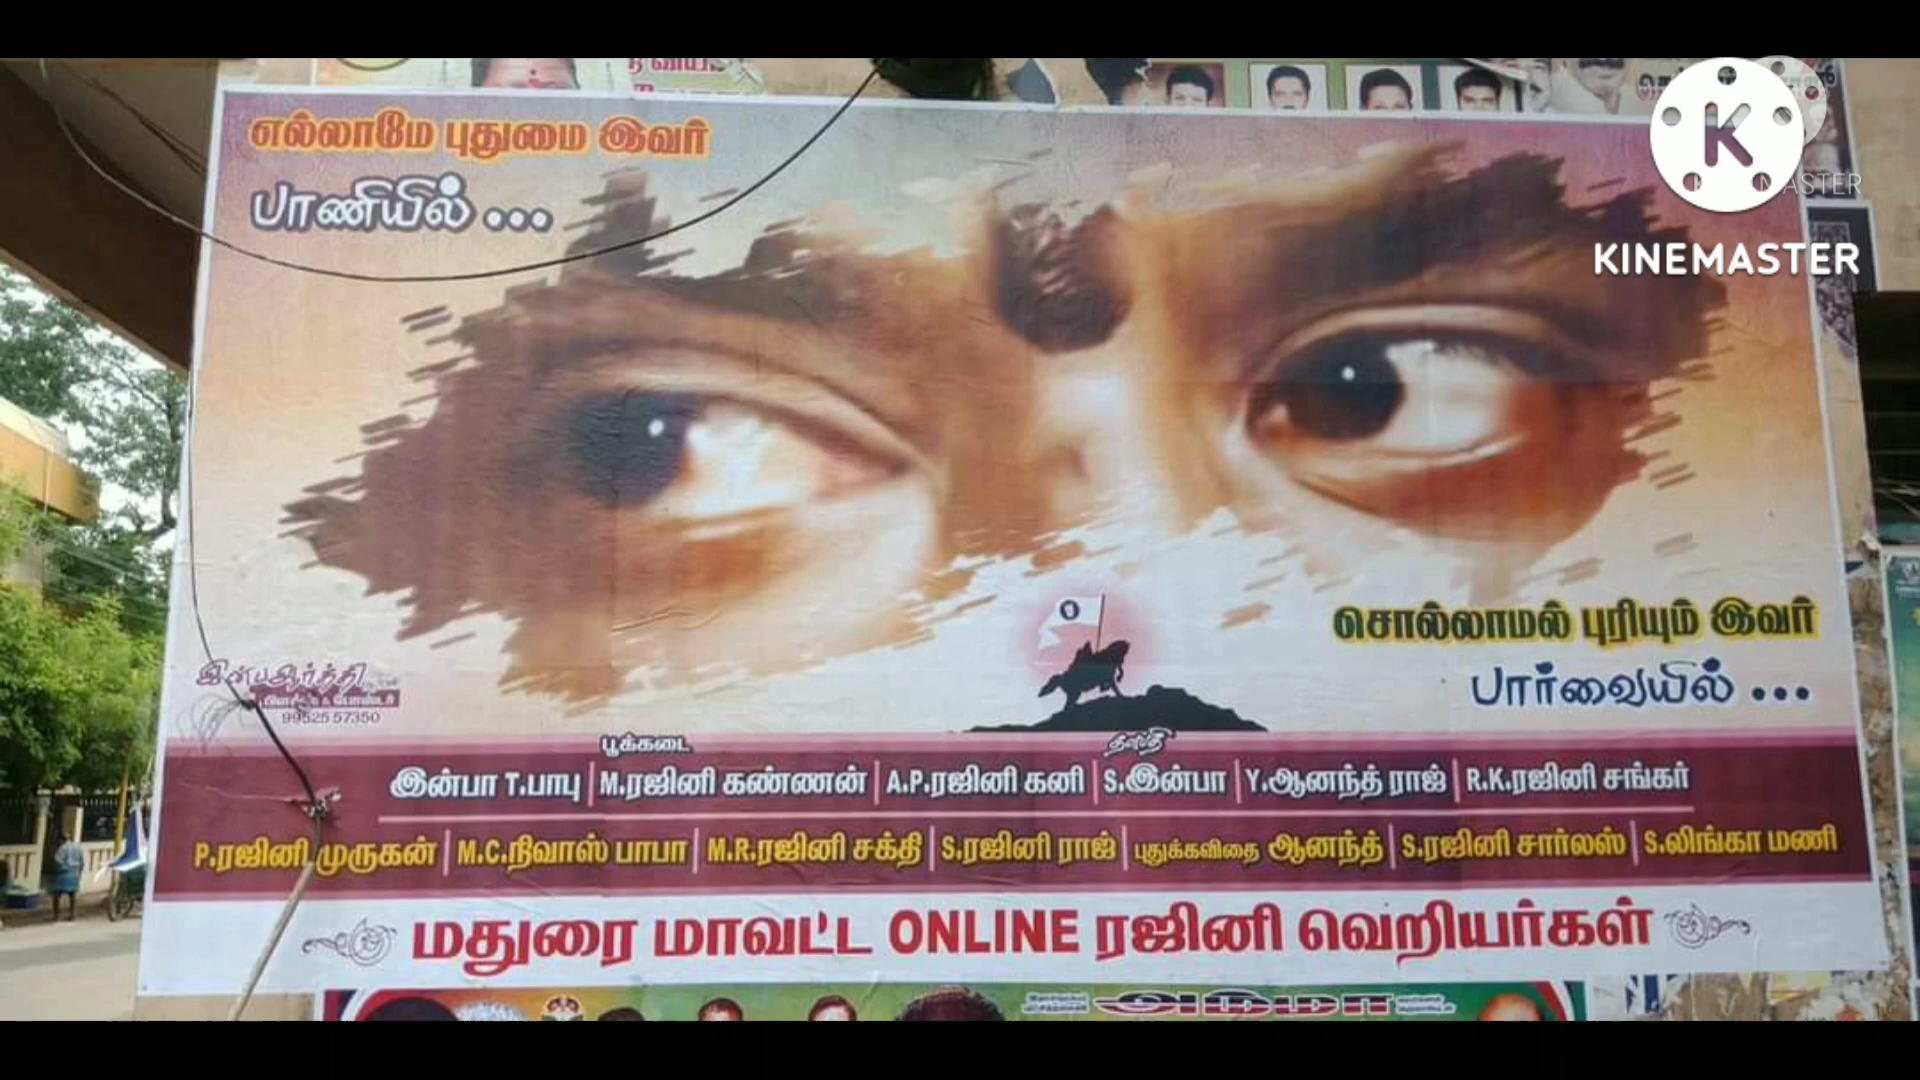 எல்லாமே புதுமை இவர்
பாணியில் ...
KINEMASTER
சொல்லாமல் புரியும் இவர்
பார்வையில் ...
99525 57350
பூக்கடை
இன்பா T.பாபு | M.ரஜினி கண்ணன் | A.P.ரஜினி கனி | S.இன்பா | Y.ஆனந்த் ராஜ் | R.K.ரஜினி சங்கர்
P.ரஜினி முருகன் | M.C.நிவாஸ் பாபா | M.R.ரஜினி சக்தி | S.ரஜினி ராஜ் | புதுக்கவிதை ஆனந்த் | S.ரஜினி சார்லஸ் | S.லிங்கா மணி
மதுரை மாவட்ட ONLINE ரஜினி வெறியர்கள்
அம்மா